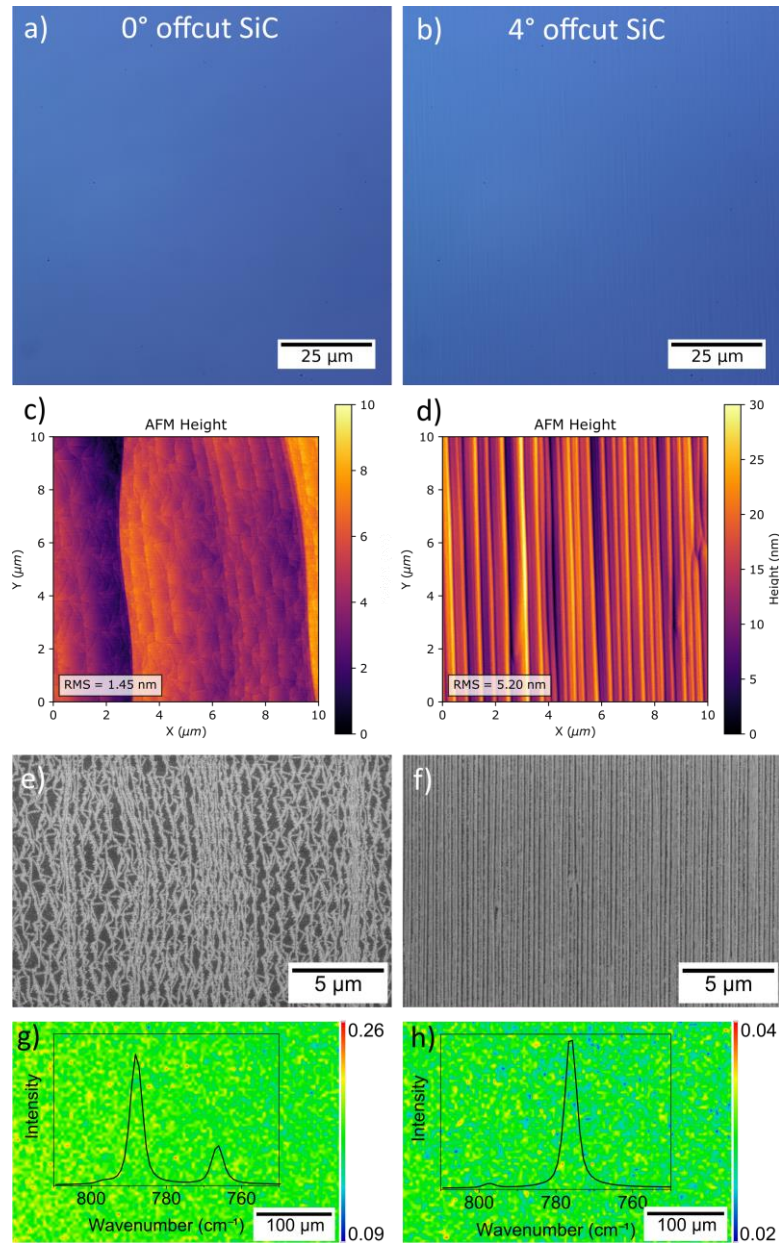 a) 0° offcut SiC
b) 4° offcut SiC
25 µm
25 µm
c)
AFM Height
10
8
6
4
2
0
Y (µm)
10
8
6
4
2
0
RMS = 1.45 nm
0 2 4 6 8 10
X (µm)
d)
AFM Height
Y (µm)
10
8
6
4
2
0
RMS = 5.20 nm
0 2 4 6 8 10
X (µm)
30
25
20
15
10
5
0
Height (nm)
e)
5 µm
f)
5 µm
g)
Intensity
800 780 760
Wavenumber (cm⁻¹)
100 µm
0.26
0.09
h)
Intensity
800 780 760
Wavenumber (cm⁻¹)
100 µm
0.04
0.02